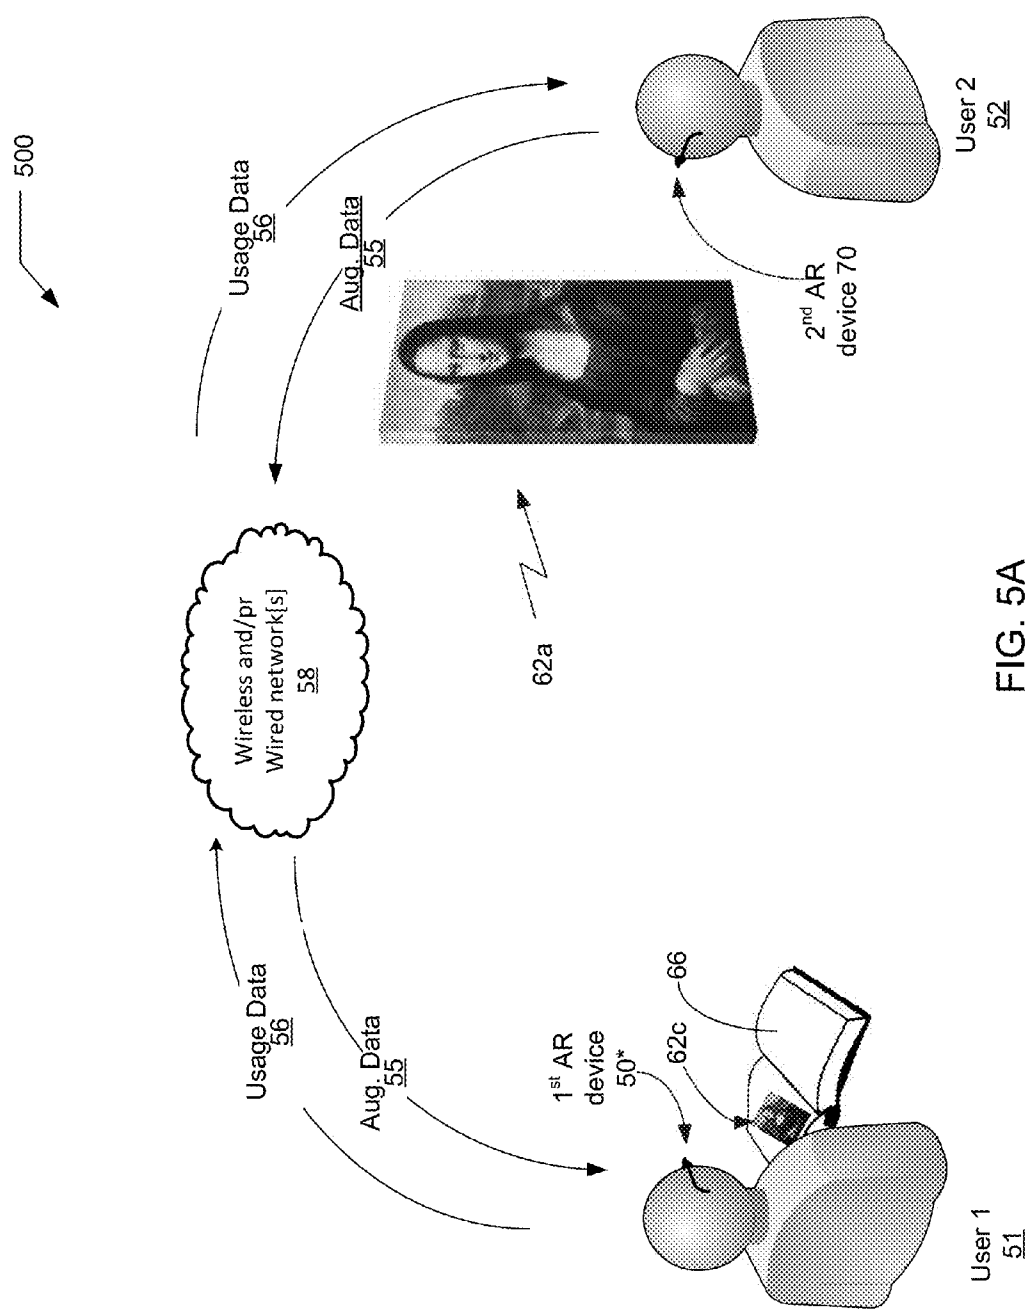 500
Usage Data
56
Aug. Data
55
Wireless and/pr
Wired network[s]
58
Usage Data
56
Aug. Data
55
62a
1st AR
device
50*
62c
66
2nd AR
device 70
User 1
51
User 2
52
FIG. 5A